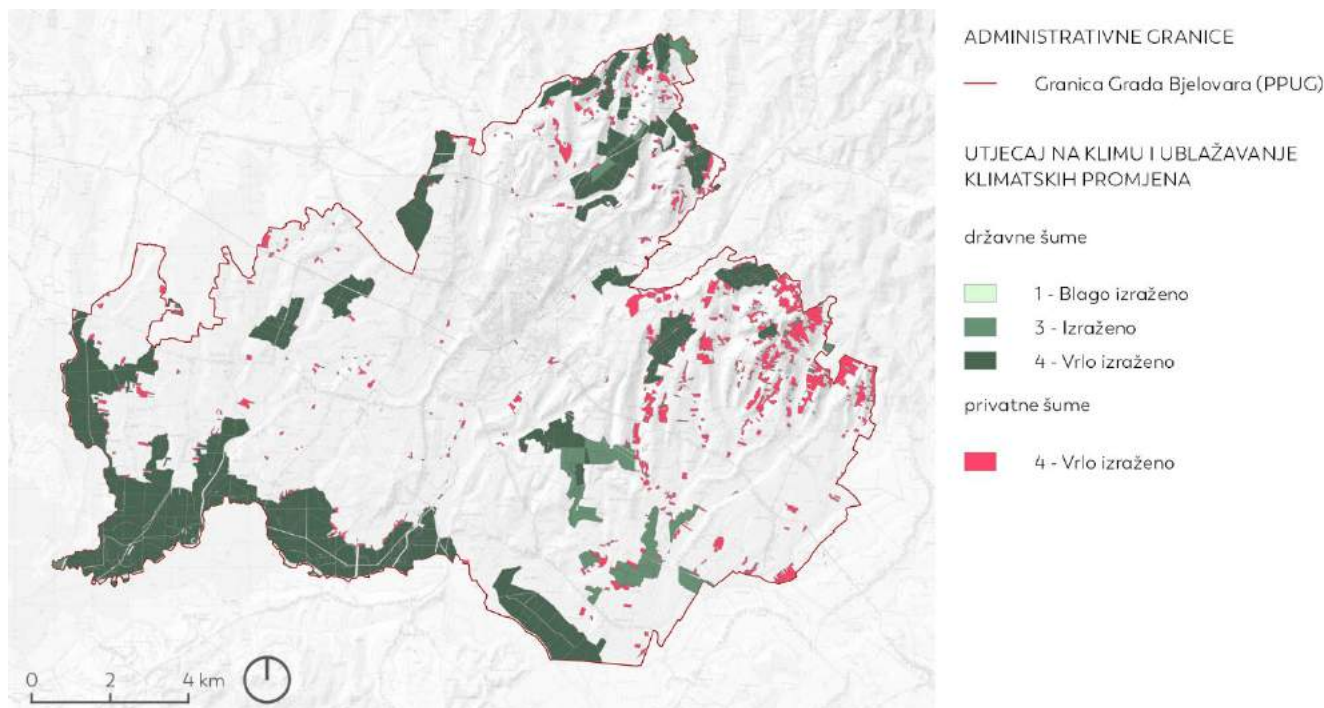 ADMINISTRATIVNE GRANICE
Granica Grada Bjelovara (PPUG)
UTJECAJ NA KLIMU I UBLAŽAVANJE
KLIMATSKIH PROMJENA
državne šume
1 - Blago izraženo
3 - Izraženo
4 - Vrlo izraženo
privatne šume
4 - Vrlo izraženo
0 2 4 km